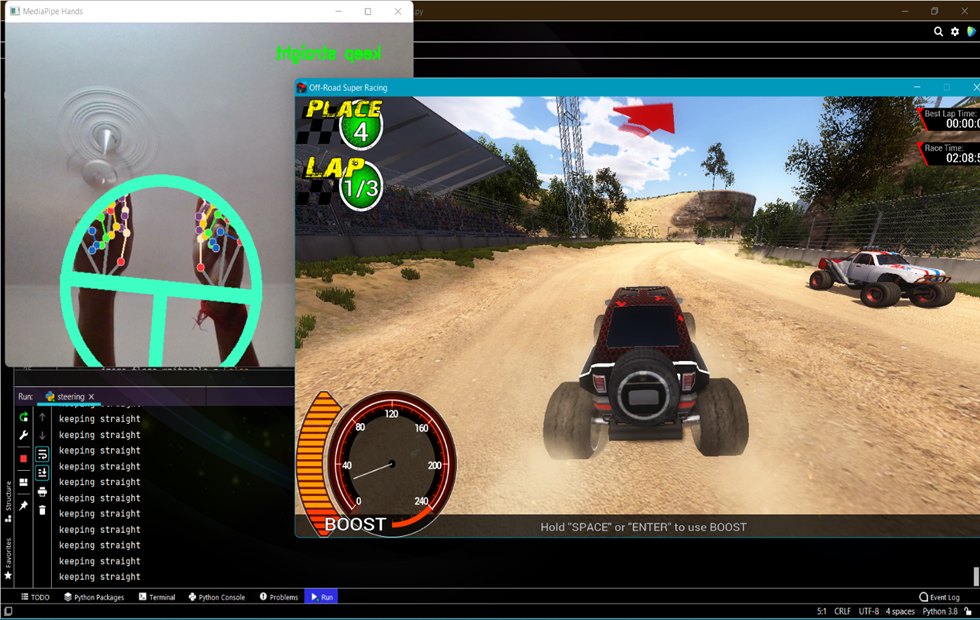 MediaPipe Hands
.py
keep straight
Off-Road Super Racing
PLACE
4
LAP
1/3
Best Lap Time:
00:00:0
Race Time:
02:08:5
120
80
160
40
200
0
240
BOOST
Hold "SPACE" or "ENTER" to use BOOST
Run:
steering
keeping straight
keeping straight
keeping straight
keeping straight
keeping straight
keeping straight
keeping straight
keeping straight
keeping straight
keeping straight
keeping straight
Structure
Favorites
TODO
Python Packages
Terminal
Python Console
Problems
Run
Event Log
5:1 CRLF UTF-8 4 spaces Python 3.8